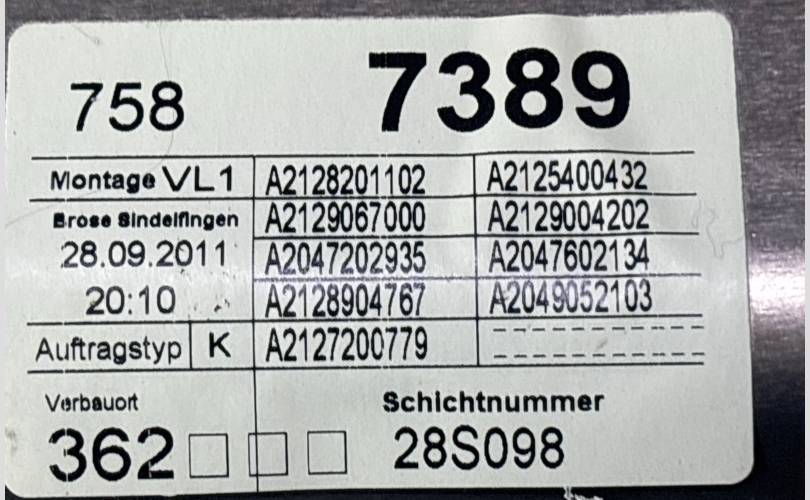 758 7389
Montage VL1 A2128201102 A2125400432
Brose Sindelfingen A2129067000 A2129004202
28.09.2011 A2047202935 A2047602134
20:10 A2128904767 A2049052103
Auftragstyp K A2127200779
Verbauort Schichtnummer
362 28S098